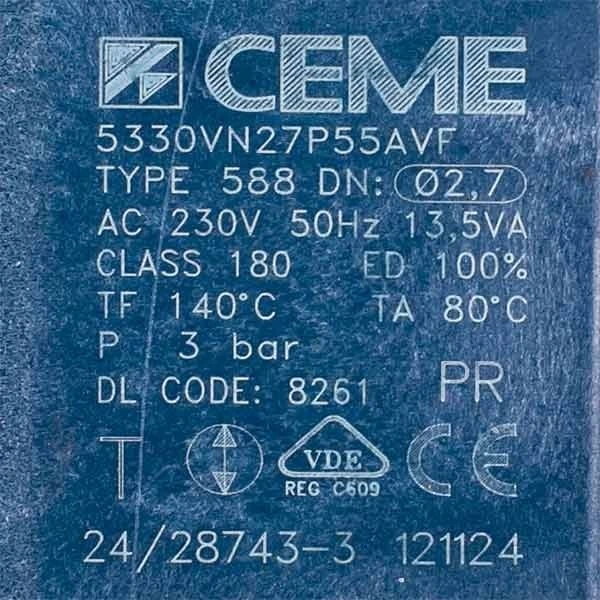 CEME
5330VN27P55AVF
TYPE 588 DN: Ø2,7
AC 230V 50Hz 13,5VA
CLASS 180 ED 100%
TF 140°C TA 80°C
P 3 bar
DL CODE: 8261 PR
T VDE CE
REG C609
24/28743-3 121124